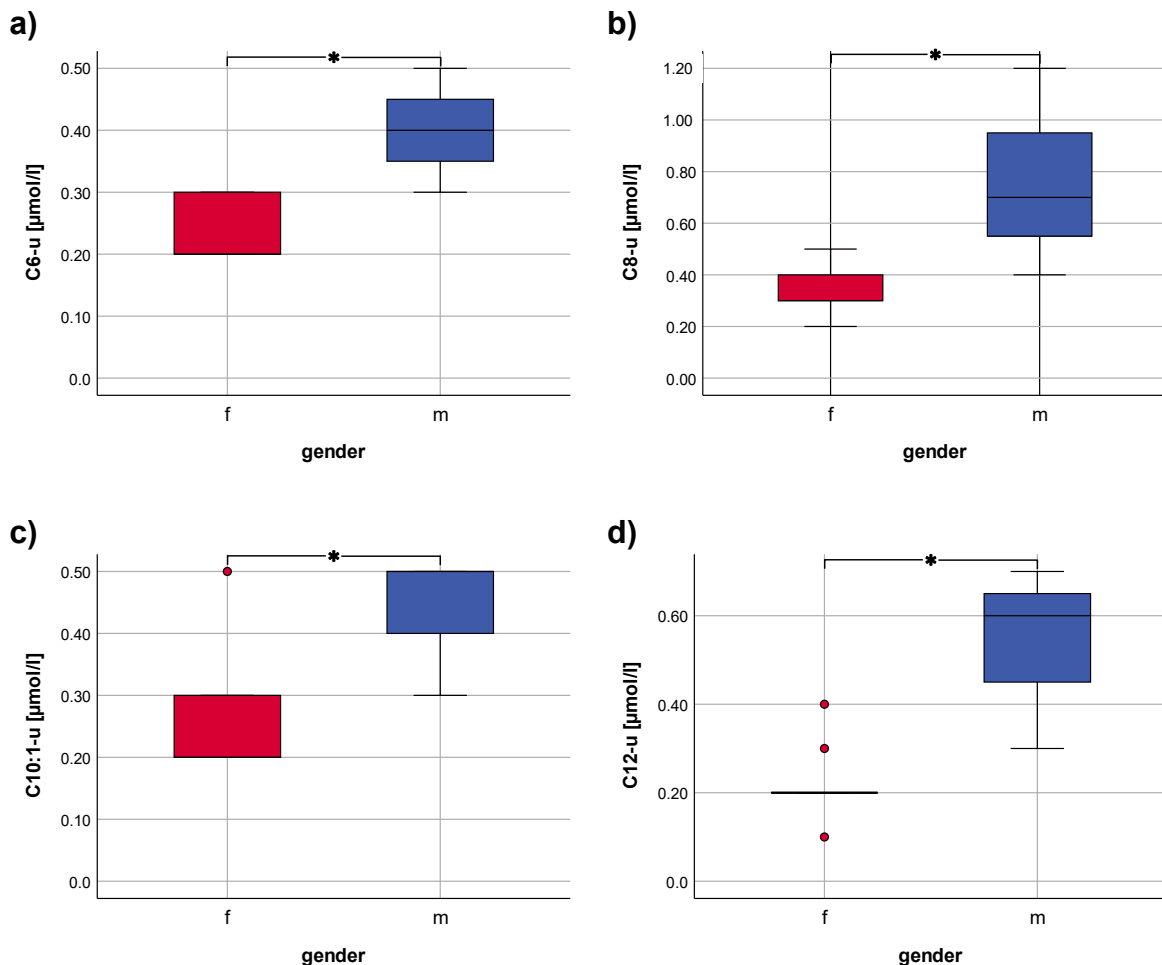 a)
*
0.50
0.40
0.30
0.20
0.10
0.0
C6-u [µmol/l]
f m
gender
b)
*
1.20
1.00
0.80
0.60
0.40
0.20
0.00
C8-u [µmol/l]
f m
gender
c)
*
0.50
0.40
0.30
0.20
0.10
0.0
C10:1-u [µmol/l]
f m
gender
d)
*
0.60
0.40
0.20
0.0
C12-u [µmol/l]
f m
gender